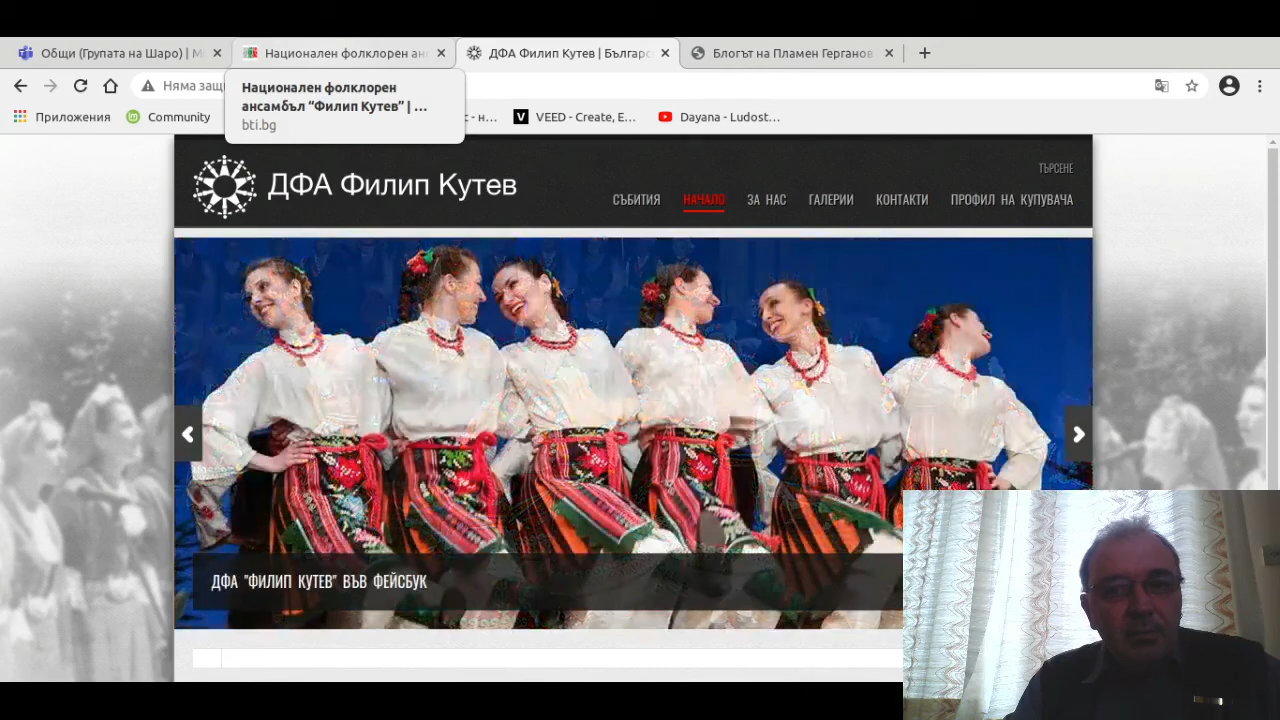 Общи (Групата на Шаро) | M
Национален фолклорен анс
ДФА Филип Кутев | Българс
Блогът на Пламен Герганов
Няма защ
Национален фолклорен
ансамбъл “Филип Кутев” | ...
bti.bg
Приложения
Community
с - н...
VEED - Create, E...
Dayana - Ludost...
ДФА Филип Кутев
ТЪРСЕНЕ
СЪБИТИЯ НАЧАЛО ЗА НАС ГАЛЕРИИ КОНТАКТИ ПРОФИЛ НА КУПУВАЧА
ДФА "ФИЛИП КУТЕВ" ВЪВ ФЕЙСБУК